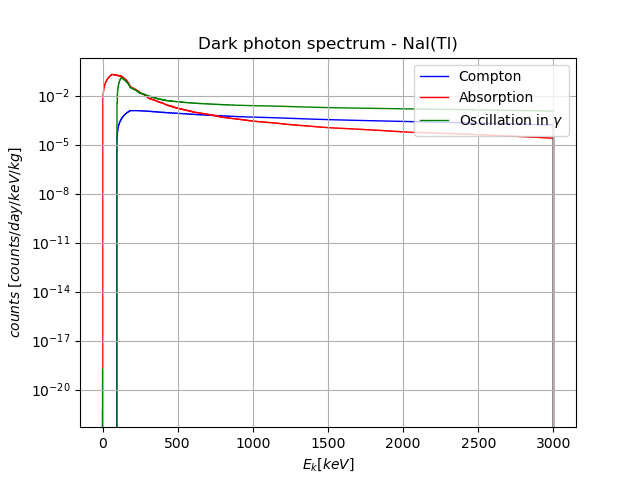 Dark photon spectrum - NaI(Tl)
Compton
Absorption
Oscillation in γ
counts [counts/day/keV/kg]
10⁻²
10⁻⁵
10⁻⁸
10⁻¹¹
10⁻¹⁴
10⁻¹⁷
10⁻²⁰
0 500 1000 1500 2000 2500 3000
Eₖ[keV]